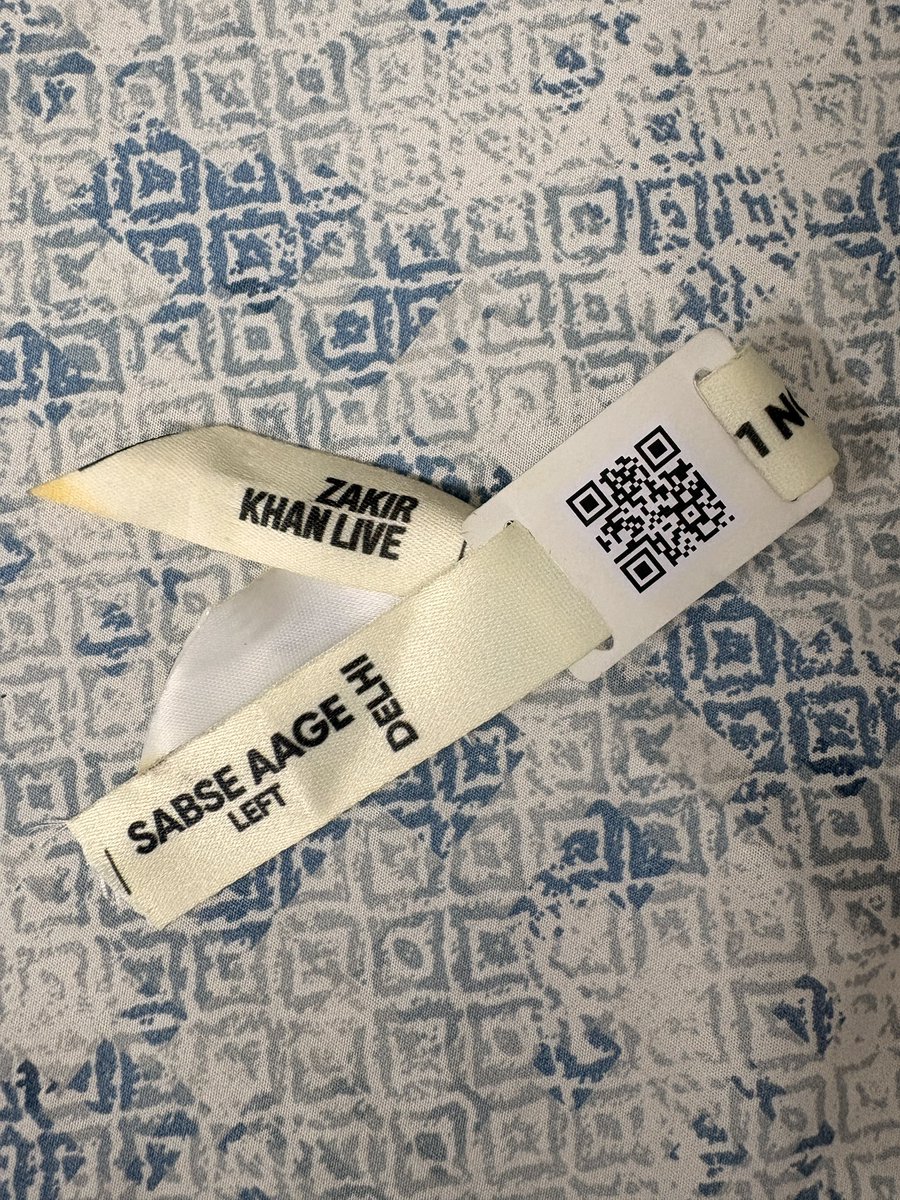 ZAKIR
KHAN LIVE
SABSE AAGE
LEFT
DELHI
1